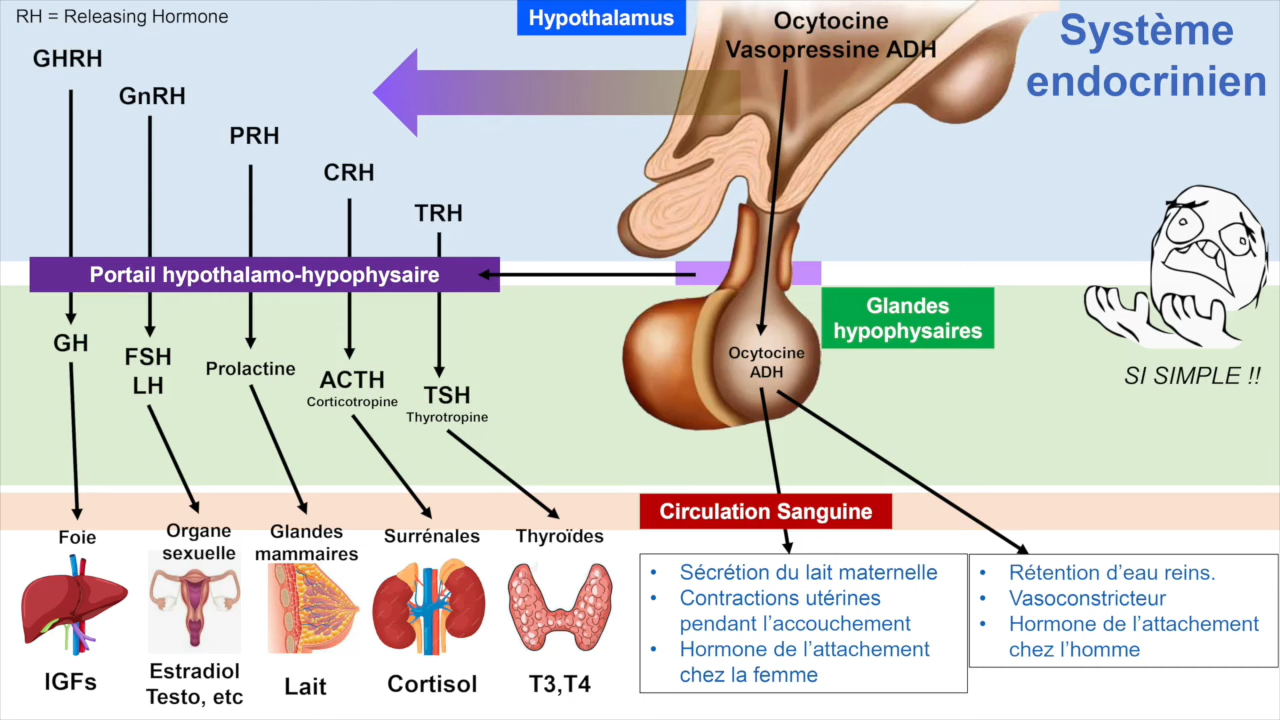 RH = Releasing Hormone
Hypothalamus
Ocytocine
Vasopressine ADH
Système
endocrinien
GHRH
GnRH
PRH
CRH
TRH
Portail hypothalamo-hypophysaire
Glandes
hypophysaires
GH
FSH
LH
Prolactine
ACTH
Corticotropine
TSH
Thyrotropine
Ocytocine
ADH
SI SIMPLE !!
Circulation Sanguine
Foie
Organe
sexuelle
Glandes
mammaires
Surrénales
Thyroïdes
IGFs
Estradiol
Testo, etc
Lait
Cortisol
T3,T4
• Sécrétion du lait maternelle
• Contractions utérines
pendant l’accouchement
• Hormone de l’attachement
chez la femme
• Rétention d’eau reins.
• Vasoconstricteur
• Hormone de l’attachement
chez l’homme